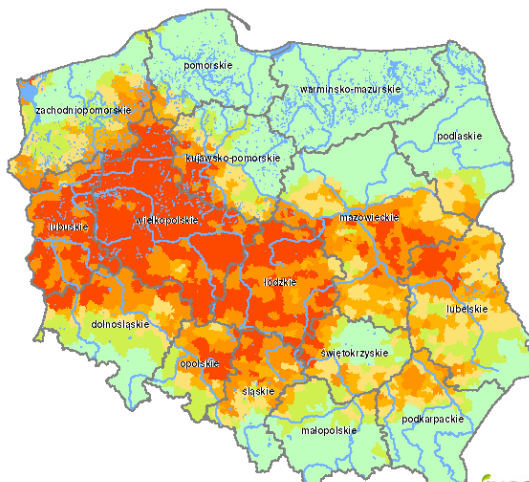 pomorskie
warmińsko-mazurskie
zachodniopomorskie
podlaskie
kujawsko-pomorskie
wielkopolskie
mazowieckie
lubuskie
łódzkie
lubelskie
dolnośląskie
świętokrzyskie
opolskie
śląskie
podkarpackie
małopolskie